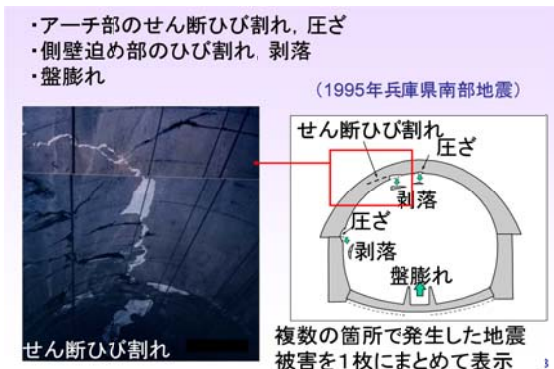 ・アーチ部のせん断ひび割れ, 圧ざ
・側壁迫め部のひび割れ, 剥落
・盤膨れ
（1995年兵庫県南部地震）
せん断ひび割れ
圧ざ
剥落
圧ざ
剥落
盤膨れ
せん断ひび割れ
複数の箇所で発生した地震
被害を1枚にまとめて表示